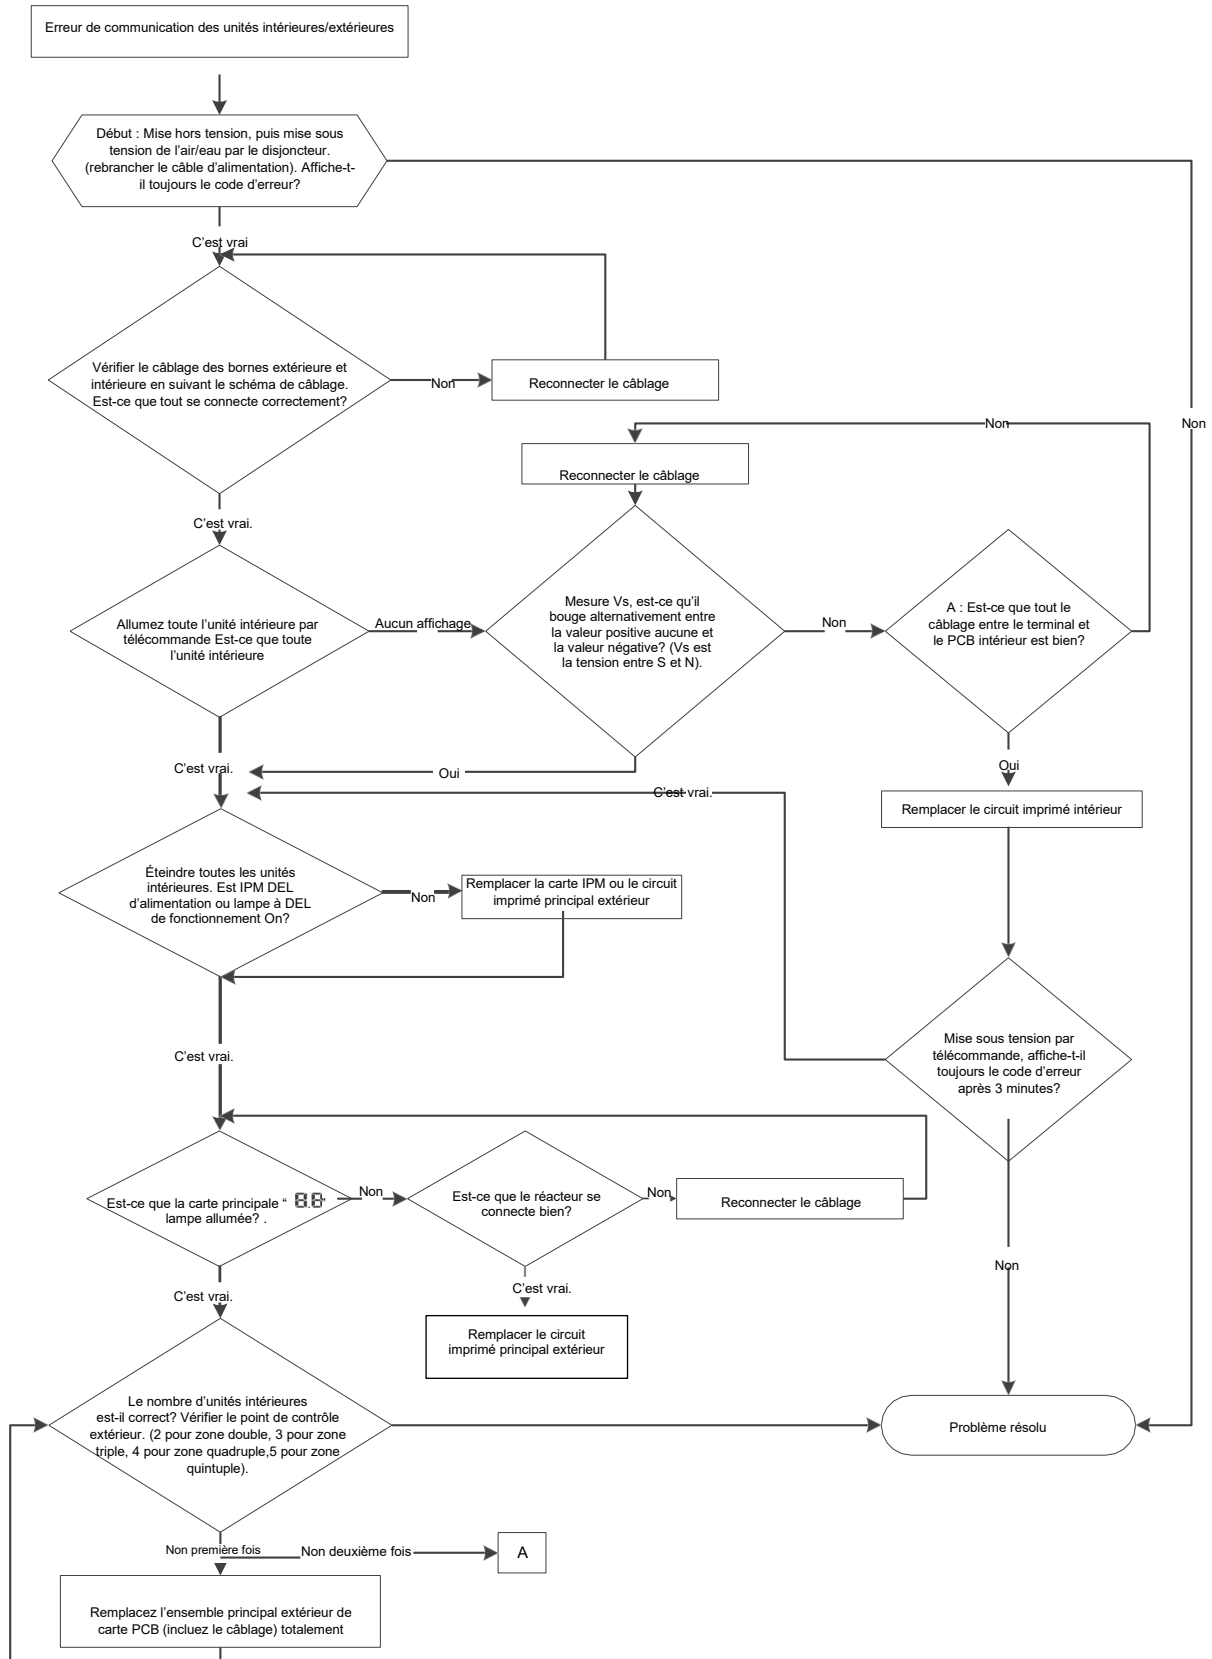 Erreur de communication des unités intérieures/extérieures
Début : Mise hors tension, puis mise sous
tension de l'air/eau par le disjoncteur.
(rebrancher le câble d'alimentation). Affiche-t-
il toujours le code d'erreur?
C'est vrai
Non
Vérifier le câblage des bornes extérieure et
intérieure en suivant le schéma de câblage.
Est-ce que tout se connecte correctement?
Non
Reconnecter le câblage
Non
Reconnecter le câblage
C'est vrai.
Allumez toute l'unité intérieure par
télécommande Est-ce que toute
l'unité intérieure
Aucun affichage
Mesure Vs, est-ce qu'il
bouge alternativement entre
la valeur positive aucune et
la valeur négative? (Vs est
la tension entre S et N).
Non
A : Est-ce que tout le
câblage entre le terminal et
le PCB intérieur est bien?
C'est vrai.
Oui
Oui
C'est vrai.
Remplacer le circuit imprimé intérieur
Éteindre toutes les unités
intérieures. Est IPM DEL
d'alimentation ou lampe à DEL
de fonctionnement On?
Non
Remplacer la carte IPM ou le circuit
imprimé principal extérieur
C'est vrai.
Mise sous tension par
télécommande, affiche-t-il
toujours le code d'erreur
après 3 minutes?
Est-ce que la carte principale “ 8.8”
lampe allumée? .
Non
Est-ce que le réacteur se
connecte bien?
Non
Reconnecter le câblage
Non
C'est vrai.
C'est vrai.
Remplacer le circuit
imprimé principal extérieur
Le nombre d'unités intérieures
est-il correct? Vérifier le point de contrôle
extérieur. (2 pour zone double, 3 pour zone
triple, 4 pour zone quadruple,5 pour zone
quintuple).
Problème résolu
Non première fois
Non deuxième fois
A
Remplacez l'ensemble principal extérieur de
carte PCB (incluez le câblage) totalement